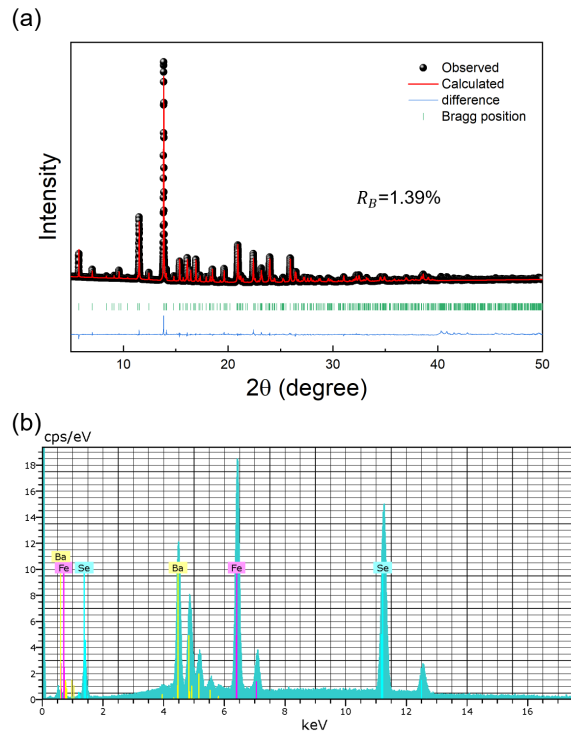 (a)
Observed
Calculated
difference
Bragg position
R_B=1.39%
Intensity
10 20 30 40 50
2θ (degree)
(b)
cps/eV
18
16
14
12
10
8
6
4
2
0
Ba
Fe Se Ba Fe Se
0 2 4 6 8 10 12 14 16
keV